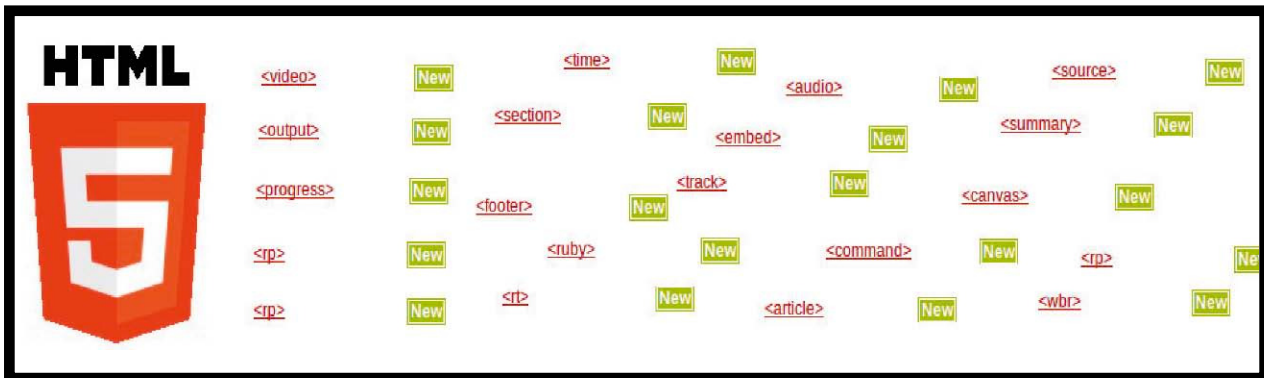 HTML
5
<video> New
<time> New
<audio> New
<source> New
<output> New
<section> New
<embed> New
<summary> New
<progress> New
<footer> New
<track> New
<canvas> New
<rp> New
<ruby> New
<command> New
<rp> Ne
<rp> New
<rt> New
<article> New
<wbr> New